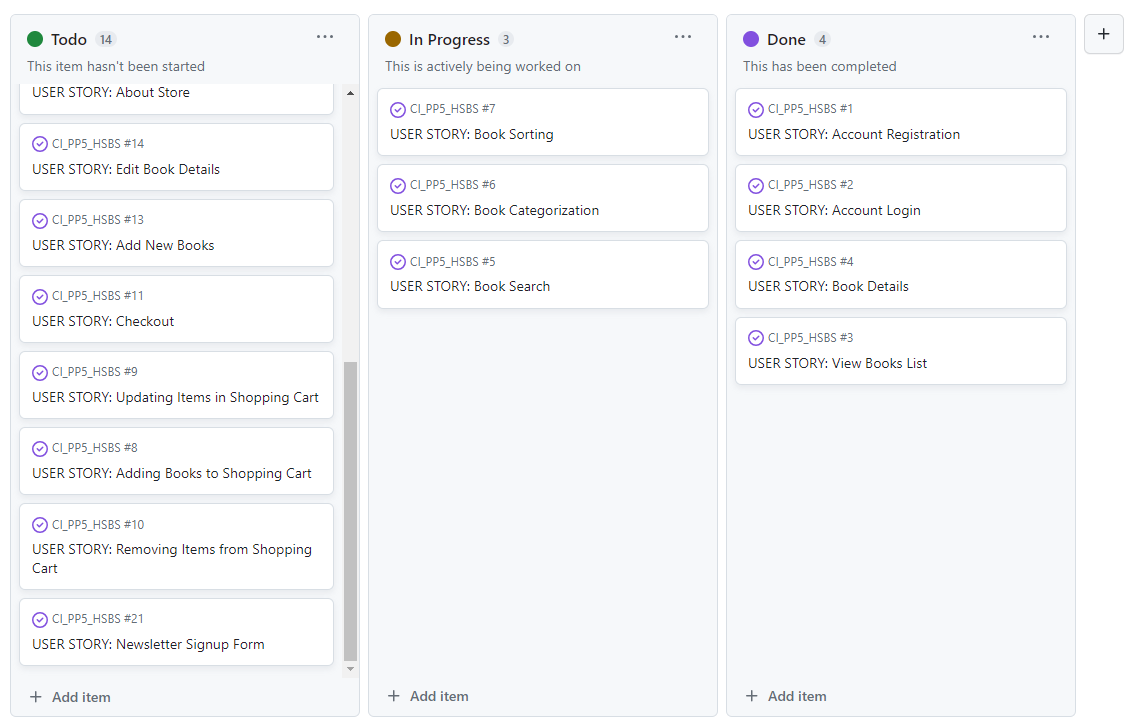 Todo 14
This item hasn't been started
USER STORY: About Store
CI_PP5_HSBS #14
USER STORY: Edit Book Details
CI_PP5_HSBS #13
USER STORY: Add New Books
CI_PP5_HSBS #11
USER STORY: Checkout
CI_PP5_HSBS #9
USER STORY: Updating Items in Shopping Cart
CI_PP5_HSBS #8
USER STORY: Adding Books to Shopping Cart
CI_PP5_HSBS #10
USER STORY: Removing Items from Shopping
Cart
CI_PP5_HSBS #21
USER STORY: Newsletter Signup Form
+ Add item
In Progress 3
This is actively being worked on
CI_PP5_HSBS #7
USER STORY: Book Sorting
CI_PP5_HSBS #6
USER STORY: Book Categorization
CI_PP5_HSBS #5
USER STORY: Book Search
+ Add item
Done 4
This has been completed
CI_PP5_HSBS #1
USER STORY: Account Registration
CI_PP5_HSBS #2
USER STORY: Account Login
CI_PP5_HSBS #4
USER STORY: Book Details
CI_PP5_HSBS #3
USER STORY: View Books List
+ Add item